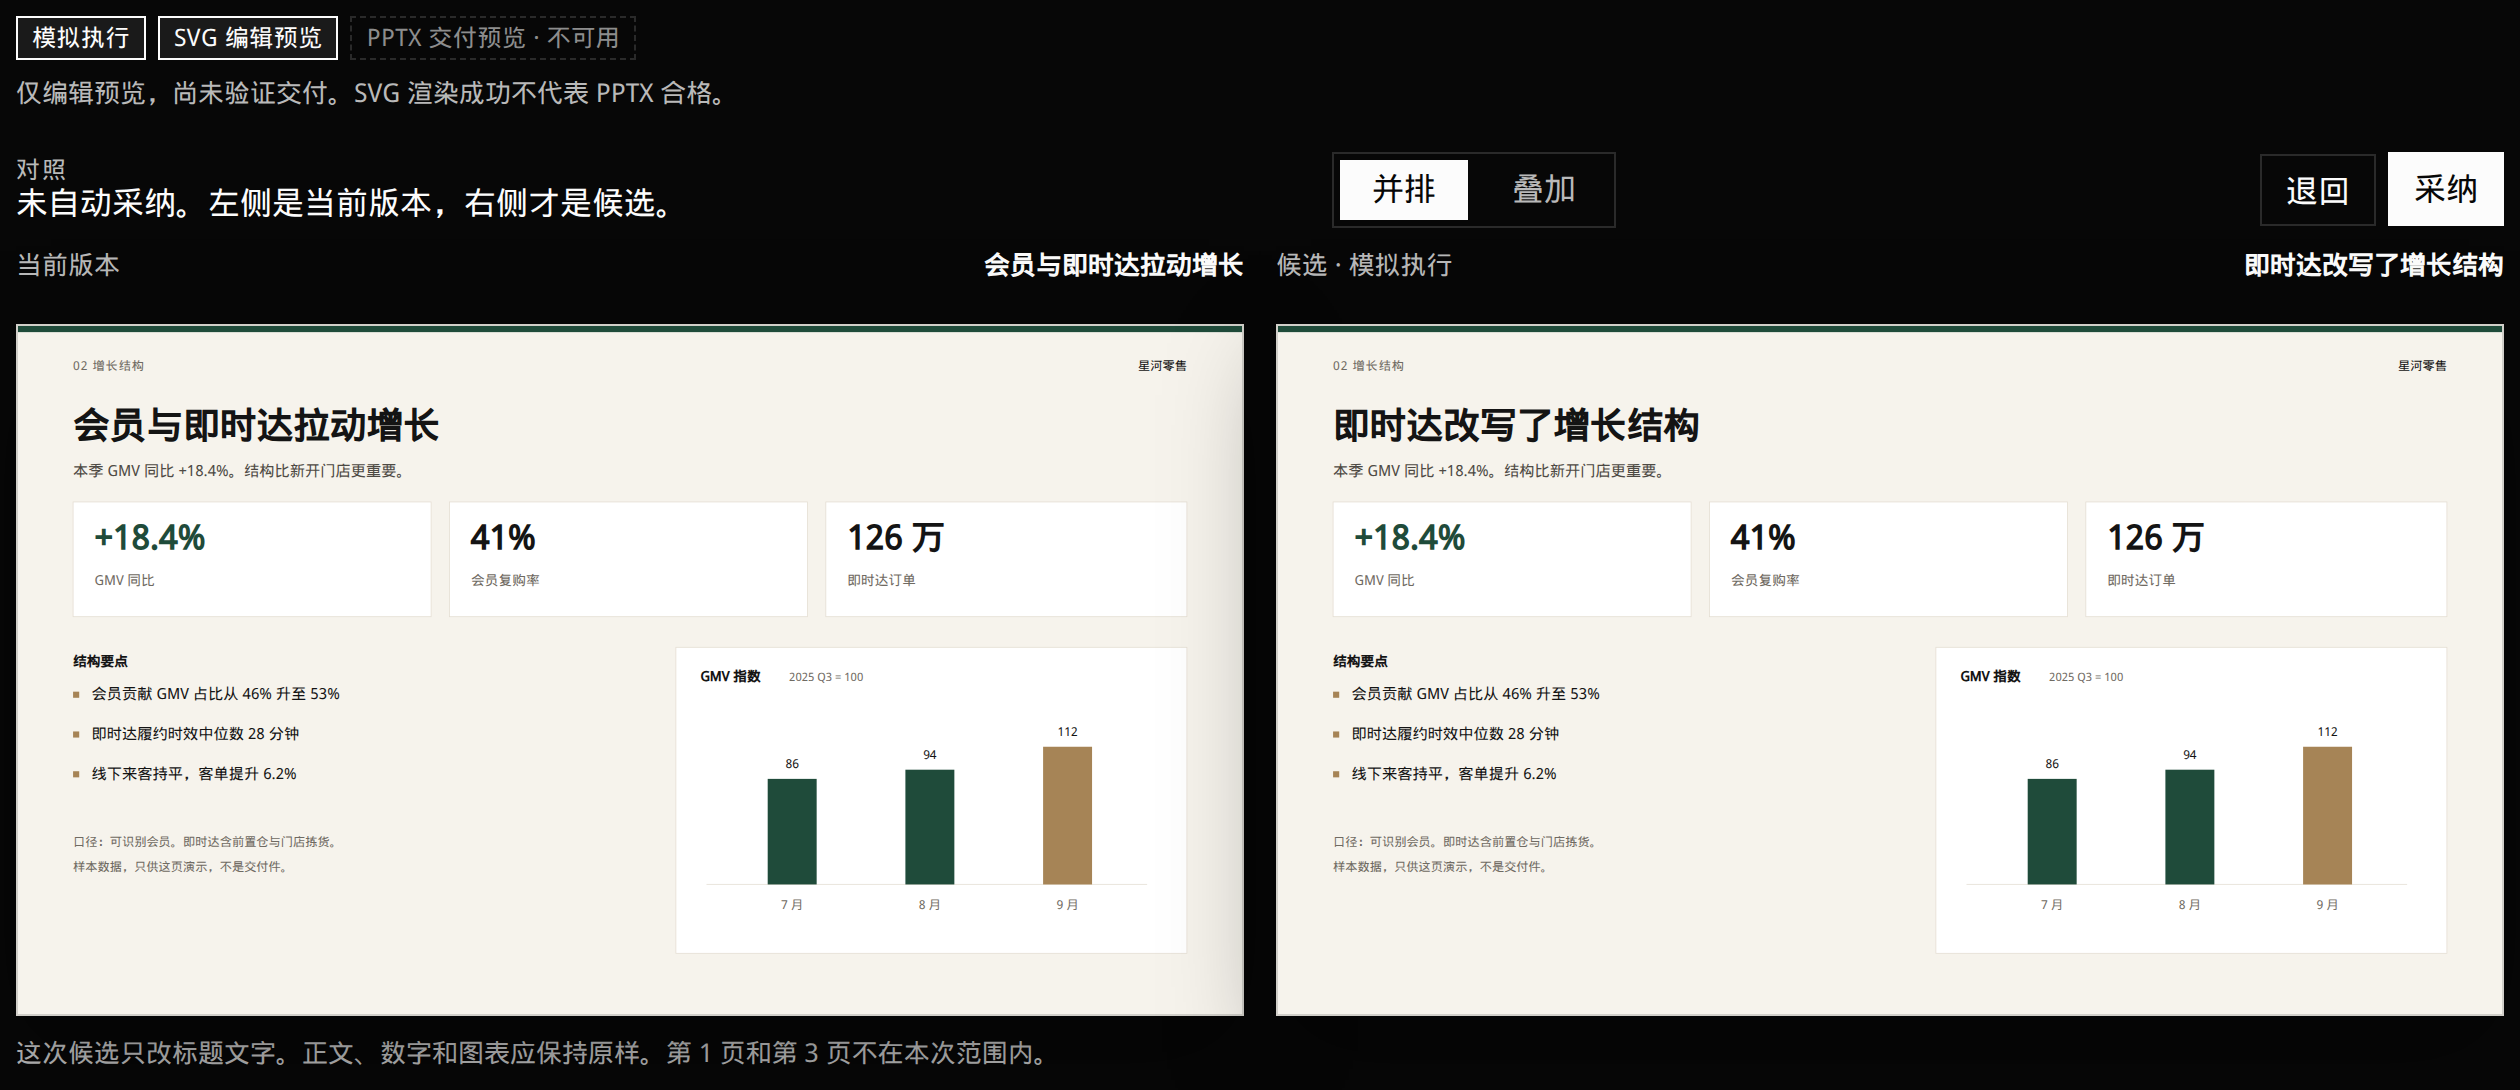 模拟执行
SVG 编辑预览
PPTX 交付预览 · 不可用
仅编辑预览，尚未验证交付。SVG 渲染成功不代表 PPTX 合格。
对照
未自动采纳。左侧是当前版本，右侧才是候选。
并排
叠加
退回
采纳
当前版本
会员与即时达拉动增长
候选 · 模拟执行
即时达改写了增长结构
02 增长结构
星河零售
会员与即时达拉动增长
本季 GMV 同比 +18.4%。结构比新开门店更重要。
+18.4%
GMV 同比
41%
会员复购率
126 万
即时达订单
结构要点
会员贡献 GMV 占比从 46% 升至 53%
即时达履约时效中位数 28 分钟
线下来客持平，客单提升 6.2%
口径：可识别会员。即时达含前置仓与门店拣货。
样本数据，只供这页演示，不是交付件。
GMV 指数
2025 Q3 = 100
86
94
112
7 月
8 月
9 月
02 增长结构
星河零售
即时达改写了增长结构
本季 GMV 同比 +18.4%。结构比新开门店更重要。
+18.4%
GMV 同比
41%
会员复购率
126 万
即时达订单
结构要点
会员贡献 GMV 占比从 46% 升至 53%
即时达履约时效中位数 28 分钟
线下来客持平，客单提升 6.2%
口径：可识别会员。即时达含前置仓与门店拣货。
样本数据，只供这页演示，不是交付件。
GMV 指数
2025 Q3 = 100
86
94
112
7 月
8 月
9 月
这次候选只改标题文字。正文、数字和图表应保持原样。第 1 页和第 3 页不在本次范围内。